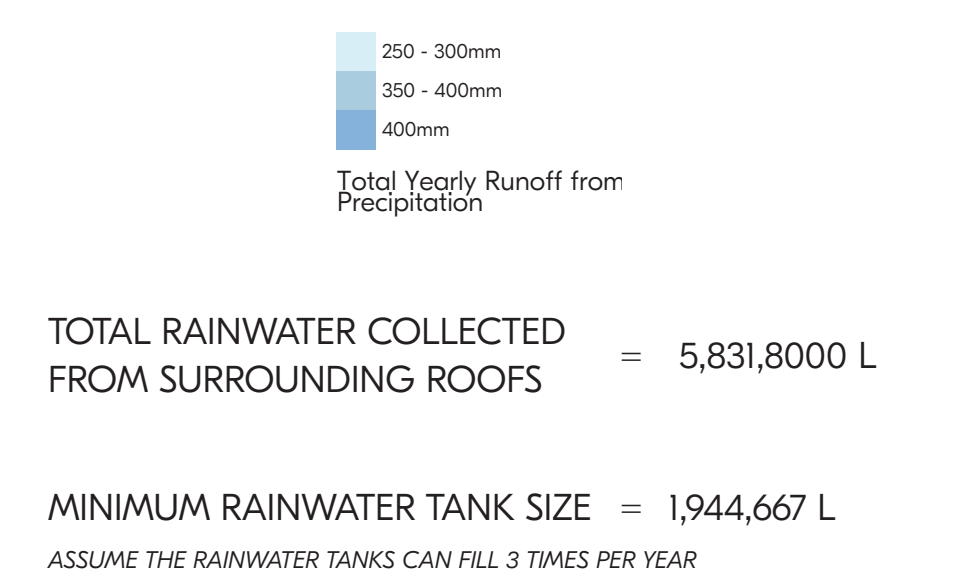 250 - 300mm
350 - 400mm
400mm
Total Yearly Runoff from
Precipitation
TOTAL RAINWATER COLLECTED
FROM SURROUNDING ROOFS = 5,831,8000 L
MINIMUM RAINWATER TANK SIZE = 1,944,667 L
ASSUME THE RAINWATER TANKS CAN FILL 3 TIMES PER YEAR